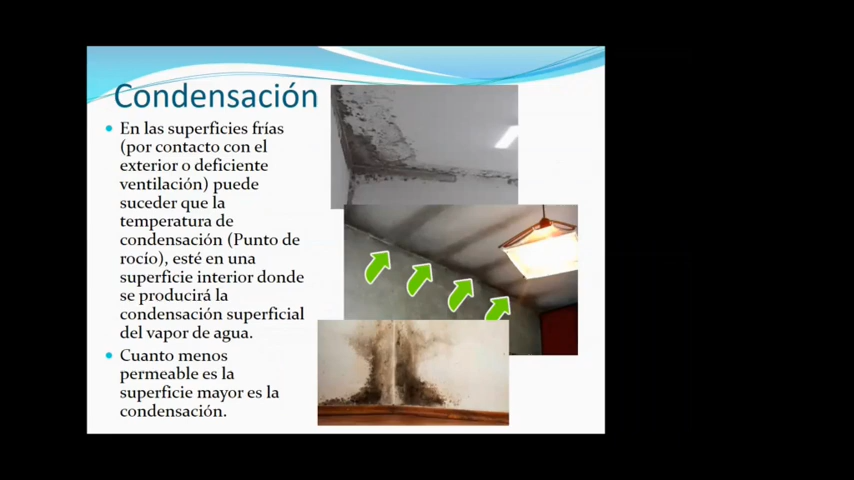 Condensación
En las superficies frías
(por contacto con el
exterior o deficiente
ventilación) puede
suceder que la
temperatura de
condensación (Punto de
rocío), esté en una
superficie interior donde
se producirá la
condensación superficial
del vapor de agua.
Cuanto menos
permeable es la
superficie mayor es la
condensación.